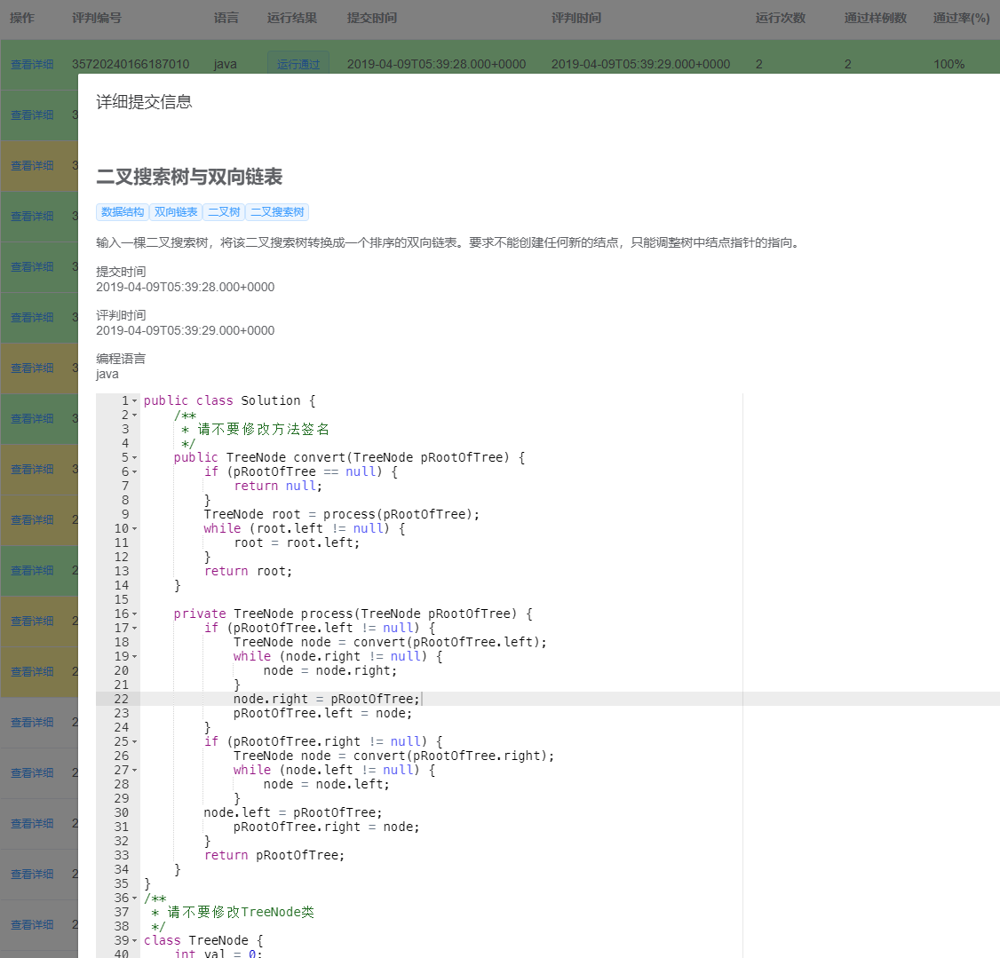 操作 评判编号 语言 运行结果 提交时间 评判时间 运行次数 通过样例数 通过率(%)
查看详细 35720240166187010 java 运行通过 2019-04-09T05:39:28.000+0000 2019-04-09T05:39:29.000+0000 2 2 100%
查看详细 3
查看详细 3
查看详细 3
查看详细 3
查看详细 3
查看详细 3
查看详细 3
查看详细 3
查看详细 2
查看详细 2
查看详细 2
查看详细 2
查看详细 2
查看详细 2
查看详细 2
查看详细 2
查看详细 2
详细提交信息
二叉搜索树与双向链表
数据结构 双向链表 二叉树 二叉搜索树
输入一棵二叉搜索树，将该二叉搜索树转换成一个排序的双向链表。要求不能创建任何新的结点，只能调整树中结点指针的指向。
提交时间
2019-04-09T05:39:28.000+0000
评判时间
2019-04-09T05:39:29.000+0000
编程语言
java
1 public class Solution {
2     /**
3      * 请不要修改方法签名
4      */
5     public TreeNode convert(TreeNode pRootOfTree) {
6         if (pRootOfTree == null) {
7             return null;
8         }
9         TreeNode root = process(pRootOfTree);
10         while (root.left != null) {
11             root = root.left;
12         }
13         return root;
14     }
15
16     private TreeNode process(TreeNode pRootOfTree) {
17         if (pRootOfTree.left != null) {
18             TreeNode node = convert(pRootOfTree.left);
19             while (node.right != null) {
20                 node = node.right;
21             }
22             node.right = pRootOfTree;
23             pRootOfTree.left = node;
24         }
25         if (pRootOfTree.right != null) {
26             TreeNode node = convert(pRootOfTree.right);
27             while (node.left != null) {
28                 node = node.left;
29             }
30         node.left = pRootOfTree;
31             pRootOfTree.right = node;
32         }
33         return pRootOfTree;
34     }
35 }
36 /**
37  * 请不要修改TreeNode类
38  */
39 class TreeNode {
40     int val = 0;